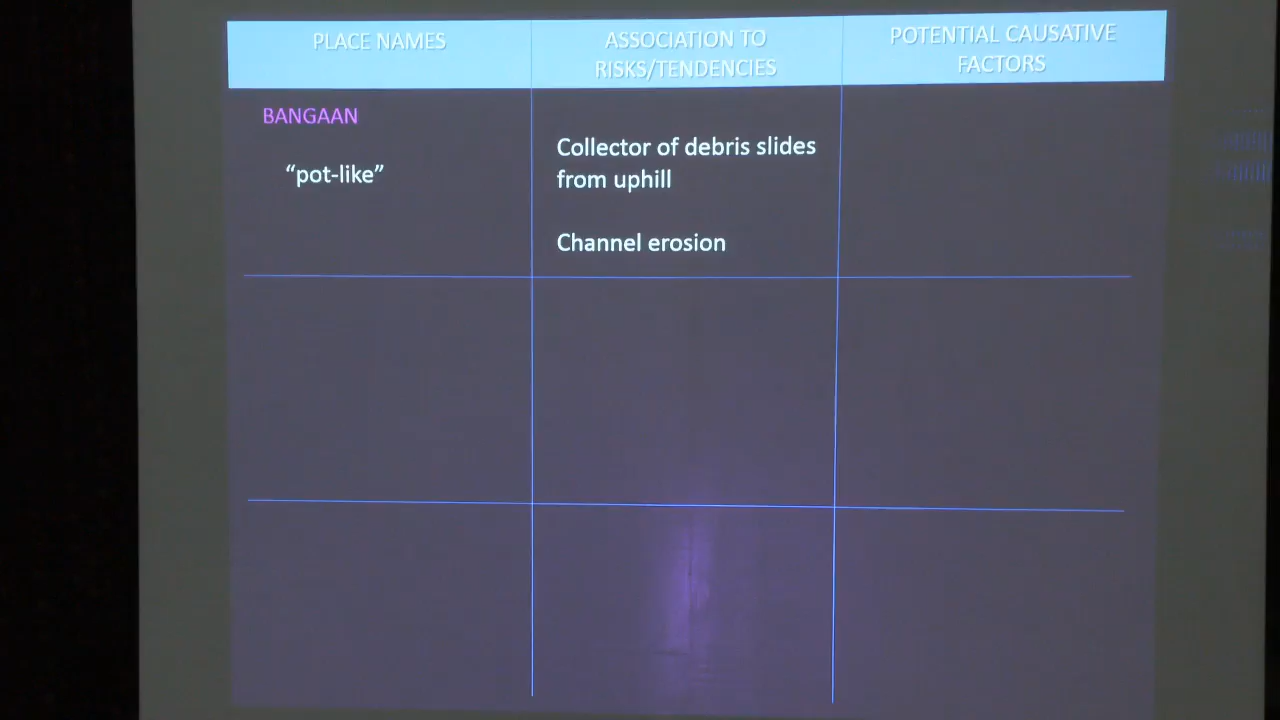 PLACE NAMES
ASSOCIATION TO
RISKS/TENDENCIES
POTENTIAL CAUSATIVE
FACTORS
BANGAAN
“pot-like”
Collector of debris slides
from uphill
Channel erosion